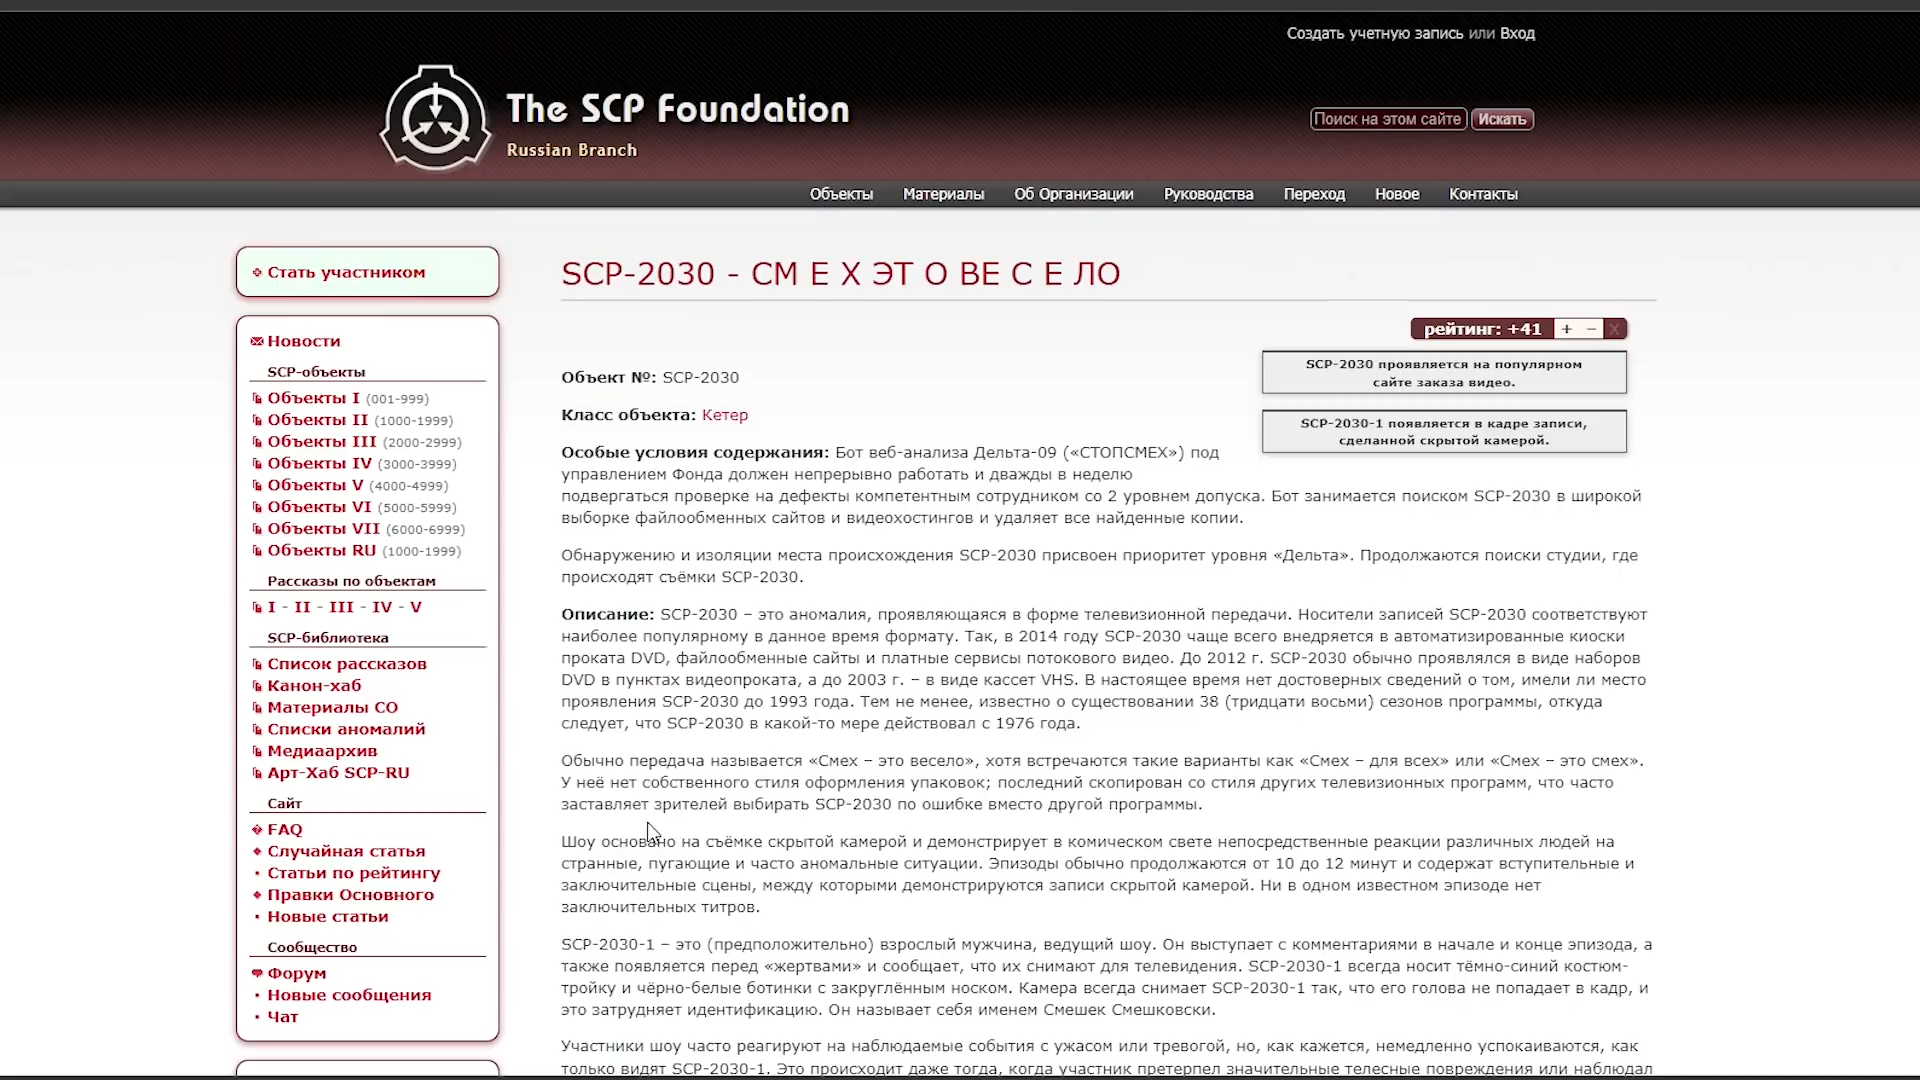 Создать учетную запись или Вход
The SCP Foundation
Russian Branch
Поиск на этом сайте Искать
Объекты Материалы Об Организации Руководства Переход Новое Контакты
Стать участником
Новости
SCP-объекты
Объекты I (001-999)
Объекты II (1000-1999)
Объекты III (2000-2999)
Объекты IV (3000-3999)
Объекты V (4000-4999)
Объекты VI (5000-5999)
Объекты VII (6000-6999)
Объекты RU (1000-1999)
Рассказы по объектам
I - II - III - IV - V
SCP-библиотека
Список рассказов
Канон-хаб
Материалы СО
Списки аномалий
Медиаархив
Арт-Хаб SCP-RU
Сайт
FAQ
Случайная статья
Статьи по рейтингу
Правки Основного
Новые статьи
Сообщество
Форум
Новые сообщения
Чат
SCP-2030 - СМ Е Х ЭТ О ВЕ С Е ЛО
рейтинг: +41 + – X
SCP-2030 проявляется на популярном
сайте заказа видео.
SCP-2030-1 появляется в кадре записи,
сделанной скрытой камерой.
Объект №: SCP-2030
Класс объекта: Кетер
Особые условия содержания: Бот веб-анализа Дельта-09 («СТОПСМЕХ») под
управлением Фонда должен непрерывно работать и дважды в неделю
подвергаться проверке на дефекты компетентным сотрудником со 2 уровнем допуска. Бот занимается поиском SCP-2030 в широкой
выборке файлообменных сайтов и видеохостингов и удаляет все найденные копии.
Обнаружению и изоляции места происхождения SCP-2030 присвоен приоритет уровня «Дельта». Продолжаются поиски студии, где
происходят съёмки SCP-2030.
Описание: SCP-2030 – это аномалия, проявляющаяся в форме телевизионной передачи. Носители записей SCP-2030 соответствуют
наиболее популярному в данное время формату. Так, в 2014 году SCP-2030 чаще всего внедряется в автоматизированные киоски
проката DVD, файлообменные сайты и платные сервисы потокового видео. До 2012 г. SCP-2030 обычно проявлялся в виде наборов
DVD в пунктах видеопроката, а до 2003 г. – в виде кассет VHS. В настоящее время нет достоверных сведений о том, имели ли место
проявления SCP-2030 до 1993 года. Тем не менее, известно о существовании 38 (тридцати восьми) сезонов программы, откуда
следует, что SCP-2030 в какой-то мере действовал с 1976 года.
Обычно передача называется «Смех – это весело», хотя встречаются такие варианты как «Смех – для всех» или «Смех – это смех».
У неё нет собственного стиля оформления упаковок; последний скопирован со стиля других телевизионных программ, что часто
заставляет зрителей выбирать SCP-2030 по ошибке вместо другой программы.
Шоу основано на съёмке скрытой камерой и демонстрирует в комическом свете непосредственные реакции различных людей на
странные, пугающие и часто аномальные ситуации. Эпизоды обычно продолжаются от 10 до 12 минут и содержат вступительные и
заключительные сцены, между которыми демонстрируются записи скрытой камерой. Ни в одном известном эпизоде нет
заключительных титров.
SCP-2030-1 – это (предположительно) взрослый мужчина, ведущий шоу. Он выступает с комментариями в начале и конце эпизода, а
также появляется перед «жертвами» и сообщает, что их снимают для телевидения. SCP-2030-1 всегда носит тёмно-синий костюм-
тройку и чёрно-белые ботинки с закруглённым носком. Камера всегда снимает SCP-2030-1 так, что его голова не попадает в кадр, и
это затрудняет идентификацию. Он называет себя именем Смешек Смешковски.
Участники шоу часто реагируют на наблюдаемые события с ужасом или тревогой, но, как кажется, немедленно успокаиваются, как
только видят SCP-2030-1. Это происходит даже тогда, когда участник претерпел значительные телесные повреждения или наблюдал